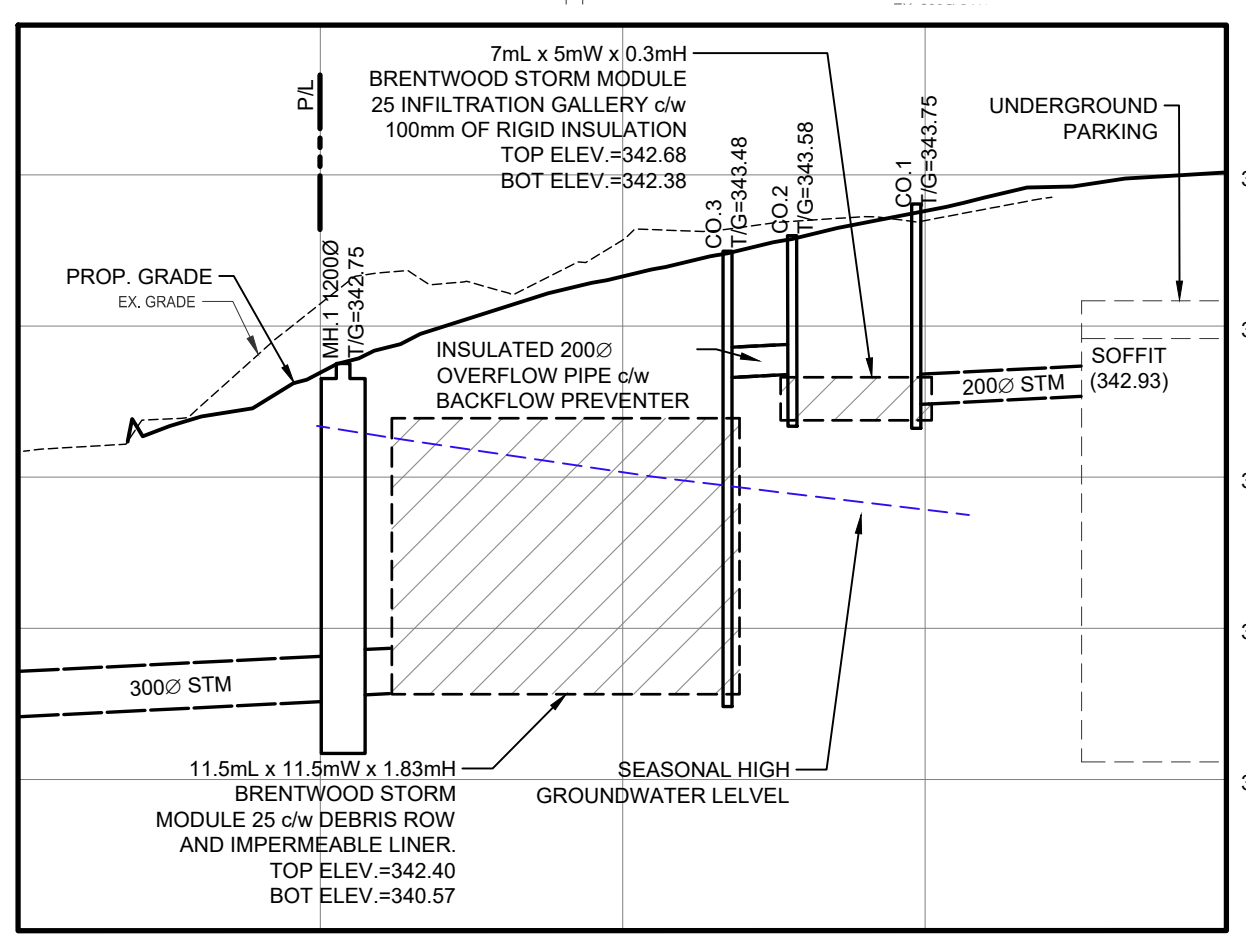 7mL x 5mW x 0.3mH
BRENTWOOD STORM MODULE
25 INFILTRATION GALLERY c/w
100mm OF RIGID INSULATION
TOP ELEV.=342.68
BOT ELEV.=342.38
P/L
UNDERGROUND
PARKING
CO.3
T/G=343.48
CO.2
T/G=343.58
CO.1
T/G=343.75
PROP. GRADE
EX. GRADE
MH.1 1200Ø
T/G=342.75
INSULATED 200Ø
OVERFLOW PIPE c/w
BACKFLOW PREVENTER
200Ø STM
SOFFIT
(342.93)
300Ø STM
11.5mL x 11.5mW x 1.83mH
BRENTWOOD STORM
MODULE 25 c/w DEBRIS ROW
AND IMPERMEABLE LINER.
TOP ELEV.=342.40
BOT ELEV.=340.57
SEASONAL HIGH
GROUNDWATER LELVEL